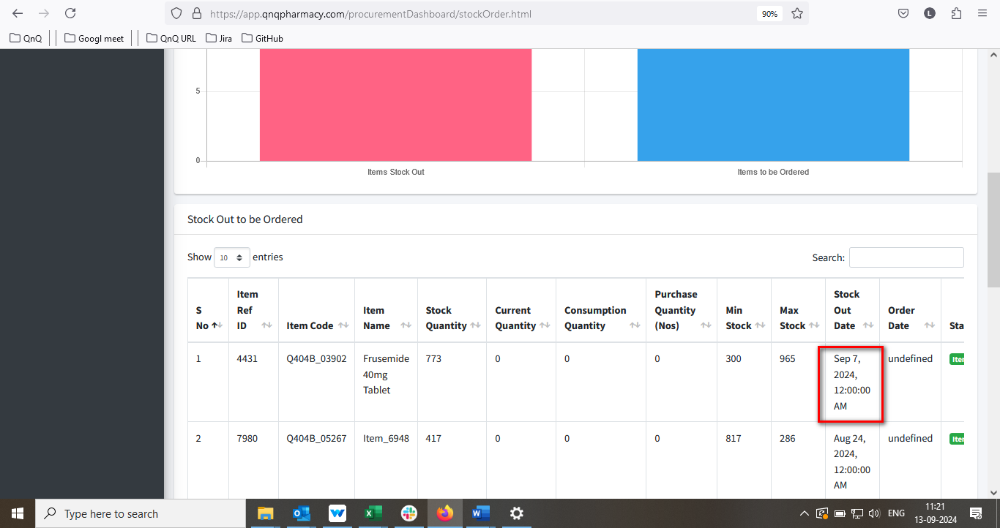 https://app.qnqpharmacy.com/procurementDashboard/stockOrder.html
90%
L
QnQ
Googl meet
QnQ URL
Jira
GitHub
5
0
Items Stock Out
Items to be Ordered
Stock Out to be Ordered
Show 10 entries
Search:
S
No
Item
Ref
ID
Item Code
Item
Name
Stock
Quantity
Current
Quantity
Consumption
Quantity
Purchase
Quantity
(Nos)
Min
Stock
Max
Stock
Stock
Out
Date
Order
Date
Sta
1
4431
Q404B_03902
Frusemide
40mg
Tablet
773
0
0
0
300
965
Sep 7,
2024,
12:00:00
AM
undefined
Iten
2
7980
Q404B_05267
Item_6948
417
0
0
0
817
286
Aug 24,
2024,
12:00:00
AM
undefined
Iten
Type here to search
ENG
11:21
13-09-2024